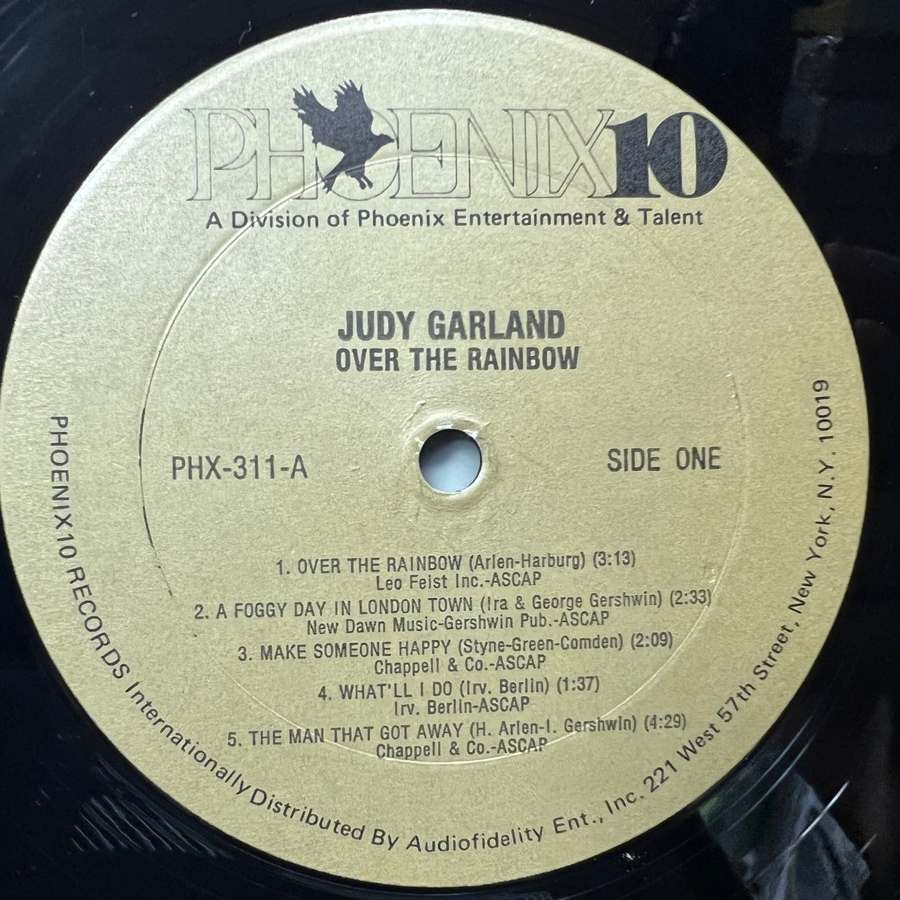 PHOENIX10
A Division of Phoenix Entertainment & Talent
JUDY GARLAND
OVER THE RAINBOW
PHX-311-A
SIDE ONE
1. OVER THE RAINBOW (Arlen-Harburg) (3:13)
Leo Feist Inc.-ASCAP
2. A FOGGY DAY IN LONDON TOWN (Ira & George Gershwin) (2:33)
New Dawn Music-Gershwin Pub.-ASCAP
3. MAKE SOMEONE HAPPY (Styne-Green-Comden) (2:09)
Chappell & Co.-ASCAP
4. WHAT'LL I DO (Irv. Berlin) (1:37)
Irv. Berlin-ASCAP
5. THE MAN THAT GOT AWAY (H. Arlen-I. Gershwin) (4:29)
Chappell & Co.-ASCAP
PHOENIX10 RECORDS Internationally Distributed By Audiofidelity Ent., Inc. 221 West 57th Street, New York, N.Y. 10019